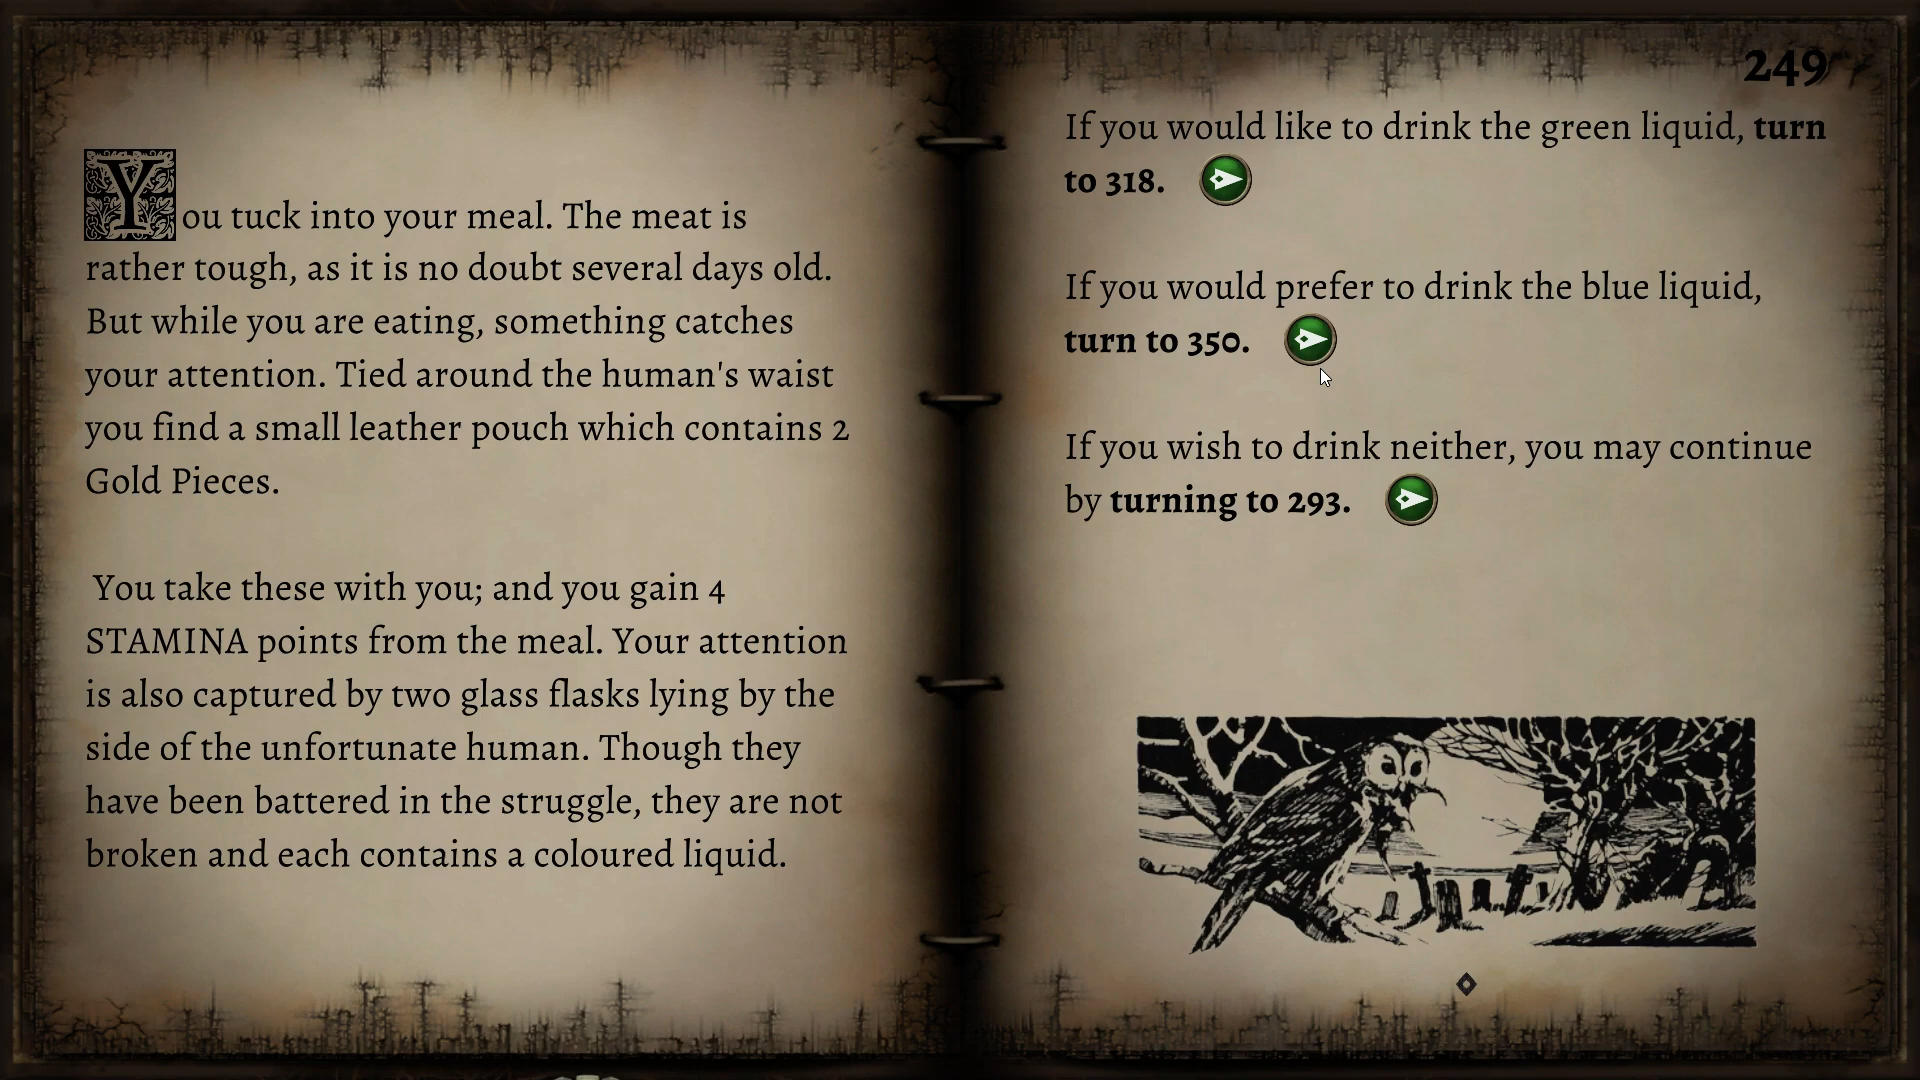 You tuck into your meal. The meat is
rather tough, as it is no doubt several days old.
But while you are eating, something catches
your attention. Tied around the human's waist
you find a small leather pouch which contains 2
Gold Pieces.
You take these with you; and you gain 4
STAMINA points from the meal. Your attention
is also captured by two glass flasks lying by the
side of the unfortunate human. Though they
have been battered in the struggle, they are not
broken and each contains a coloured liquid.
249
If you would like to drink the green liquid, turn
to 318.
If you would prefer to drink the blue liquid,
turn to 350.
If you wish to drink neither, you may continue
by turning to 293.